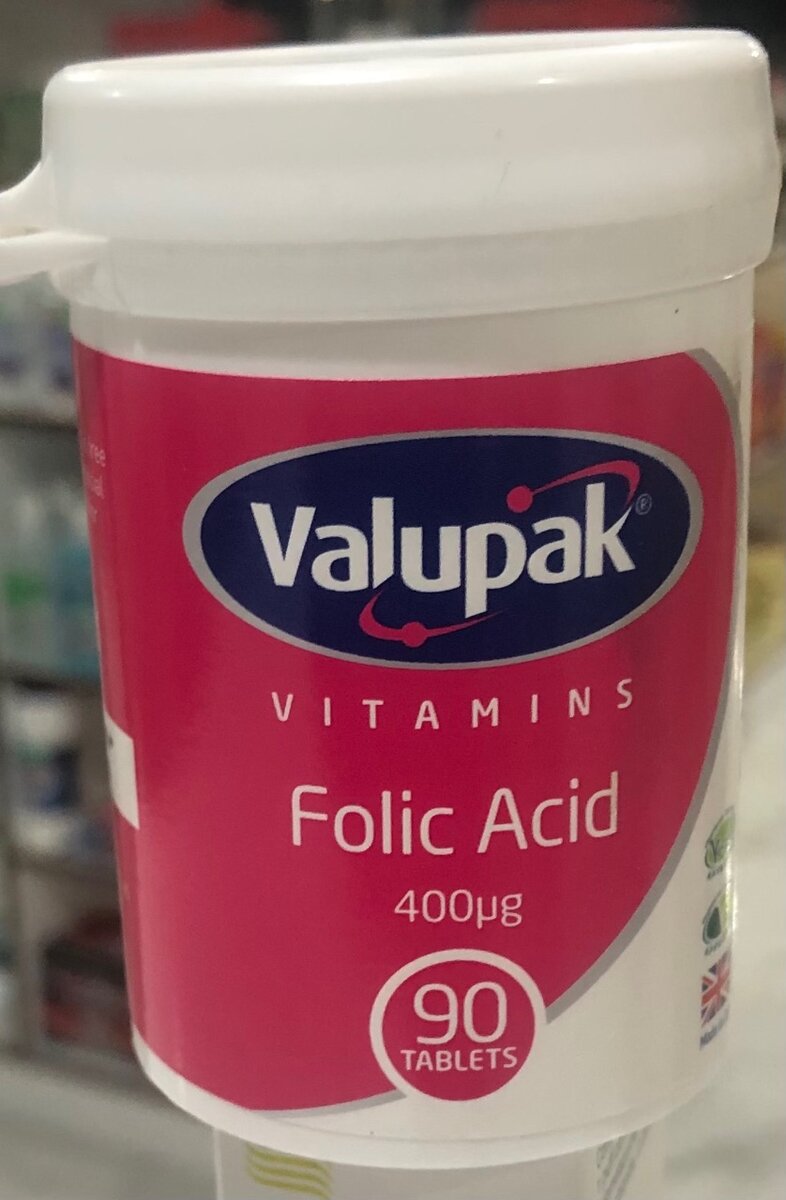 Valupak®
VITAMINS
Folic Acid
400µg
90
TABLETS